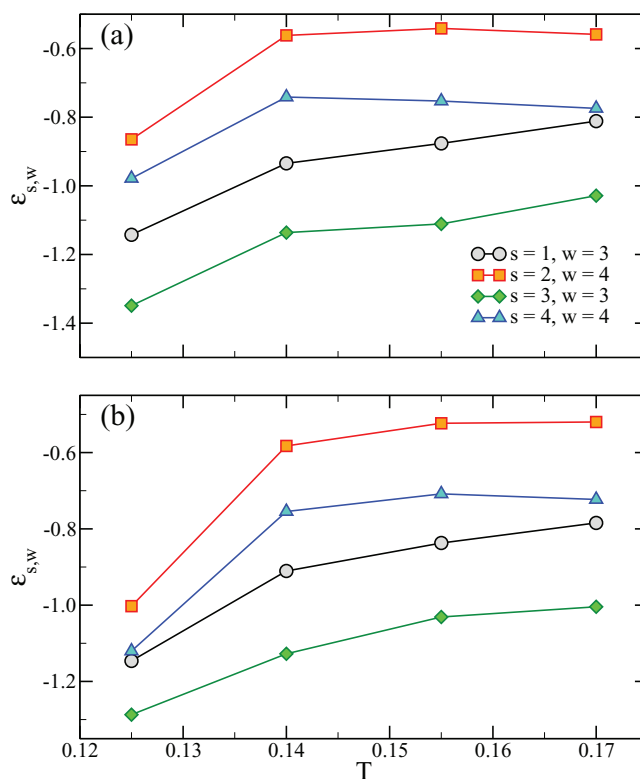 (a)
-0.6
-0.8
-1.0
-1.2
-1.4
ε_{s,w}
s = 1, w = 3
s = 2, w = 4
s = 3, w = 3
s = 4, w = 4
(b)
-0.6
-0.8
-1.0
-1.2
ε_{s,w}
0.12 0.13 0.14 0.15 0.16 0.17
T